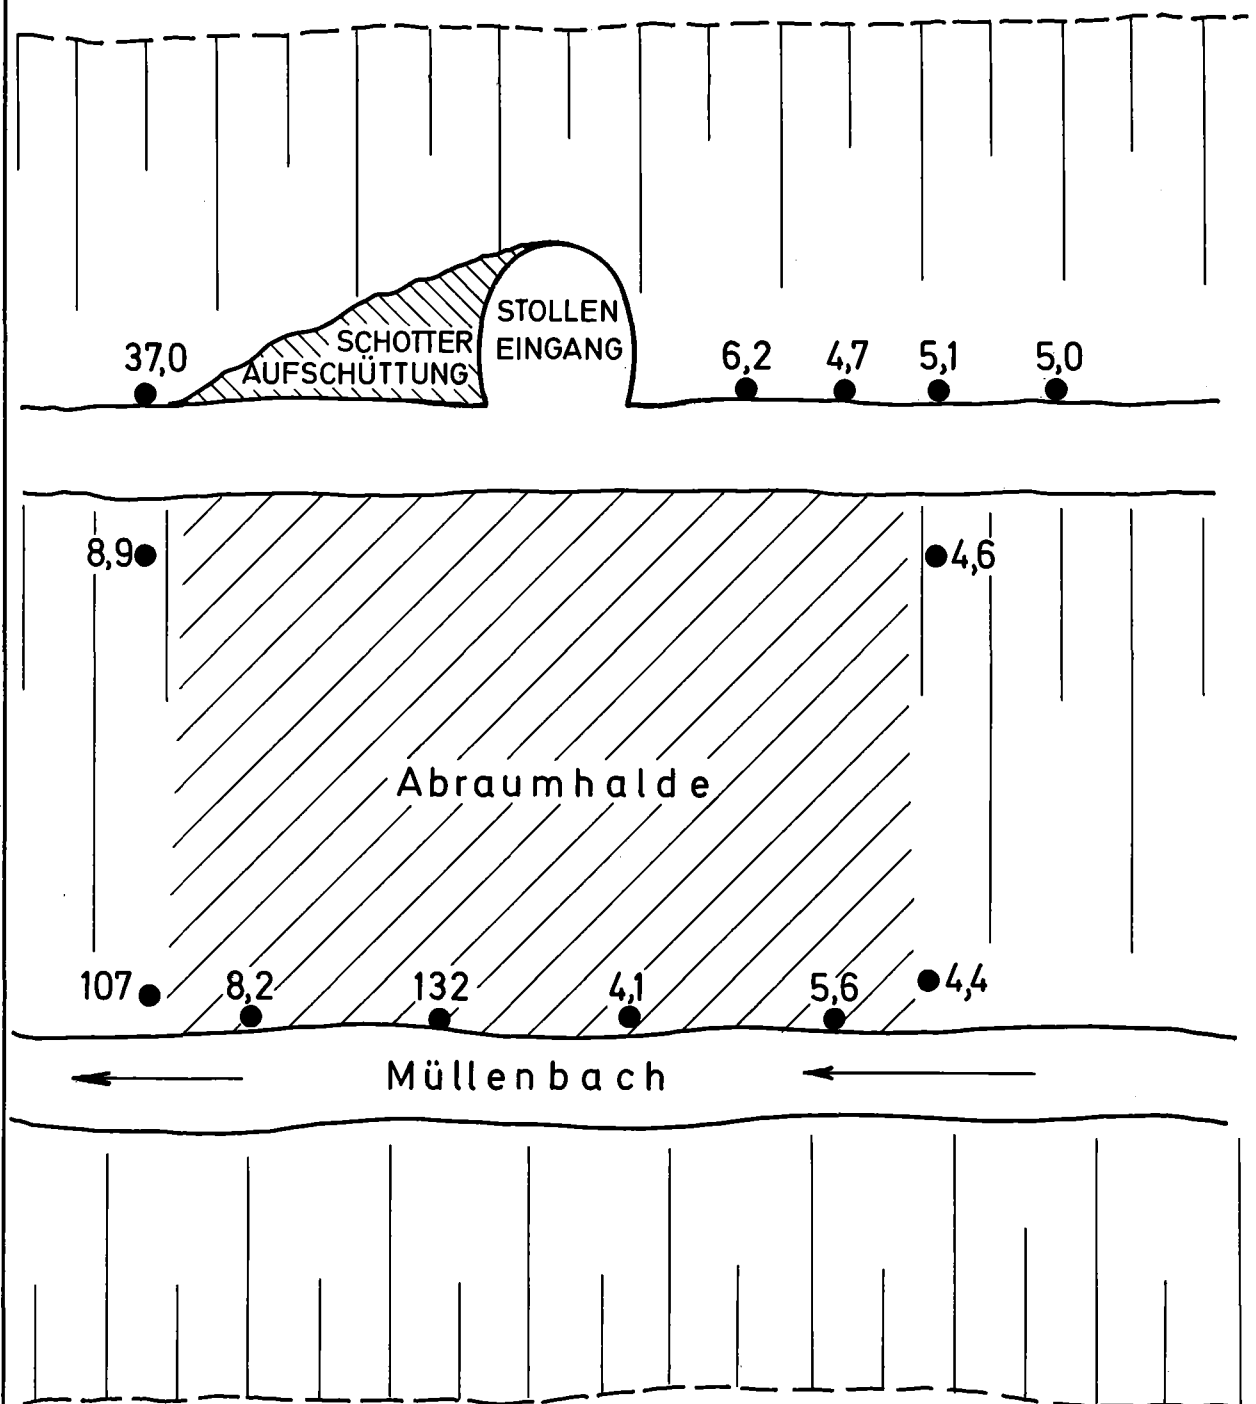 STOLLEN
EINGANG
SCHOTTER
AUFSCHÜTTUNG
37,0
6,2
4,7
5,1
5,0
8,9
4,6
Abraumhalde
107
8,2
132
4,1
5,6
4,4
Müllenbach